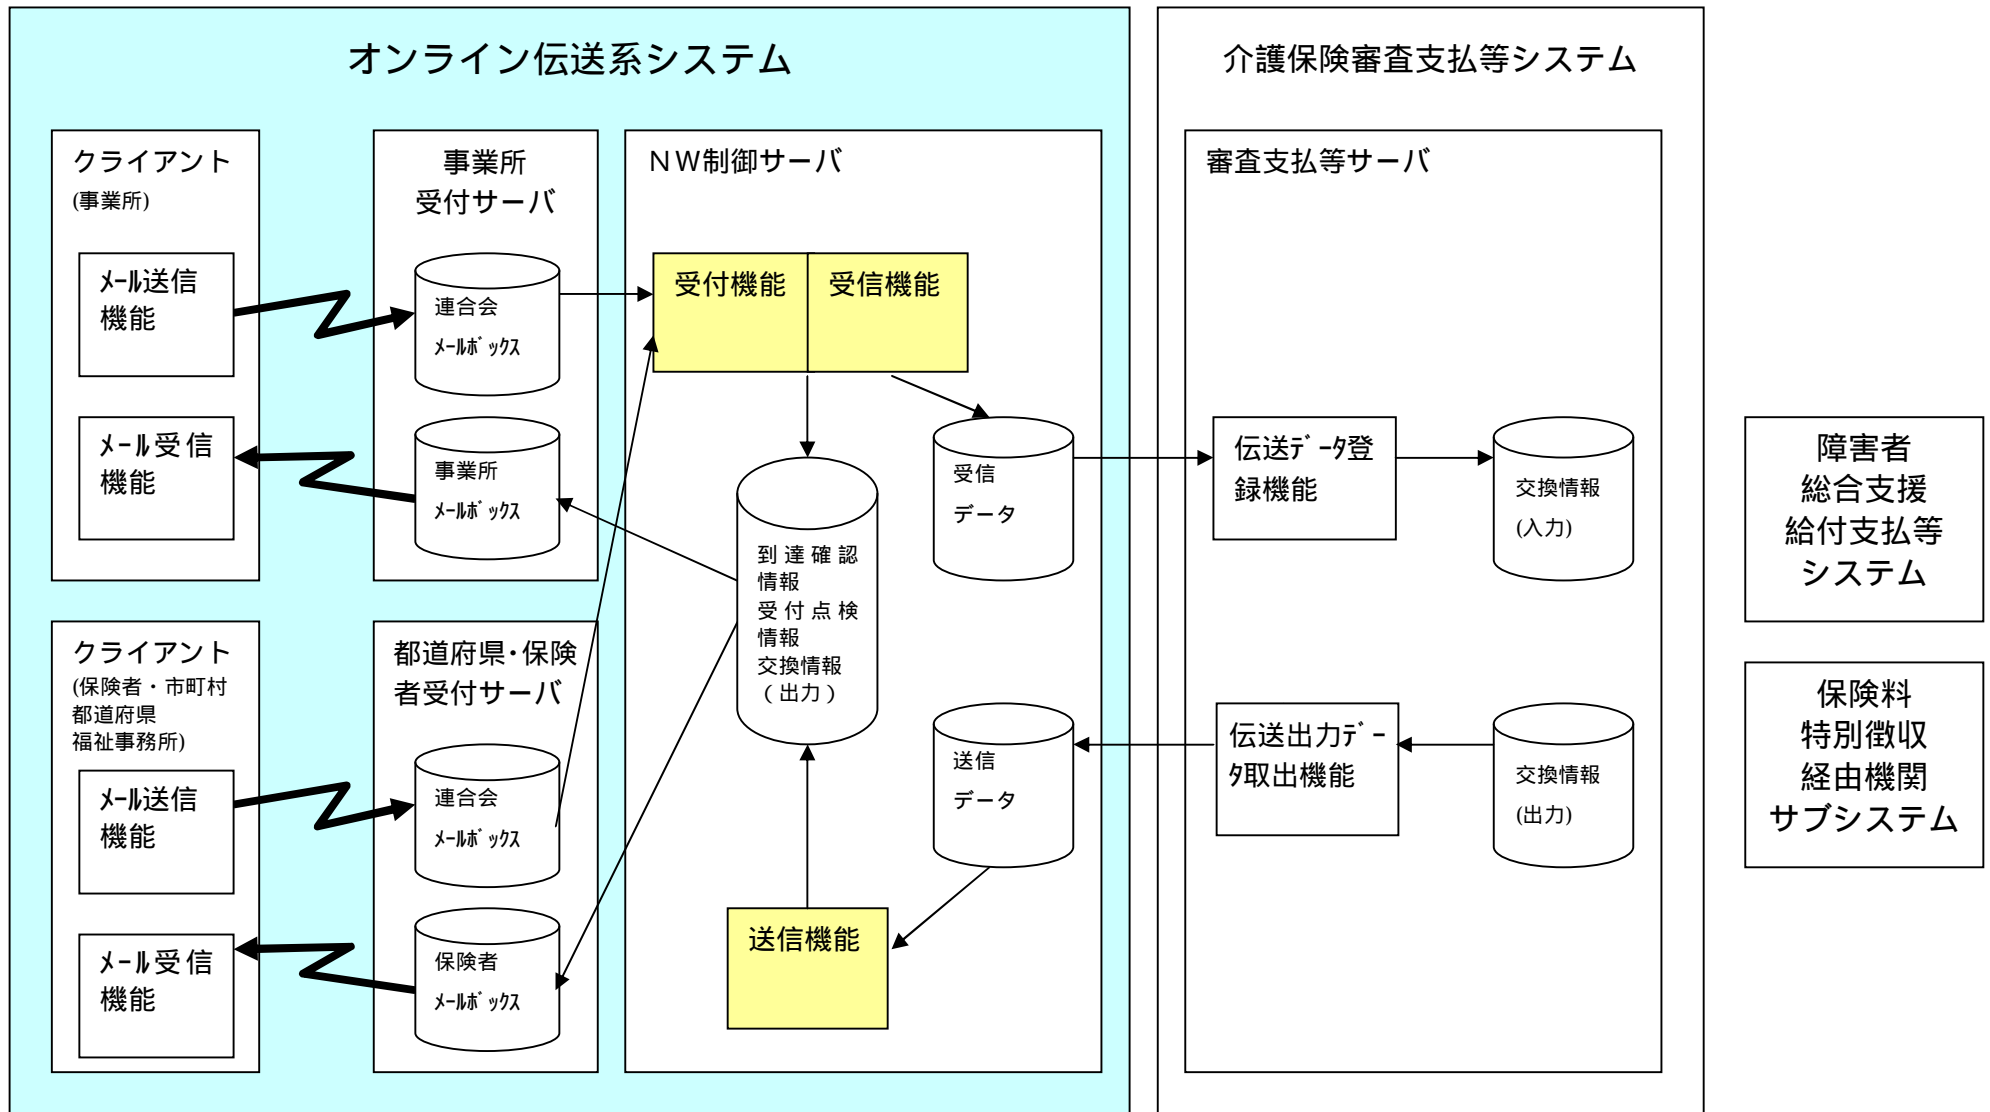 オンライン伝送系システム
介護保険審査支払等システム
クライアント
(事業所)
ﾒｰﾙ送信
機能
ﾒｰﾙ受信
機能
事業所
受付サーバ
連合会
ﾒｰﾙﾎﾞｯｸｽ
事業所
ﾒｰﾙﾎﾞｯｸｽ
ＮＷ制御サーバ
受付機能
受信機能
到達確認
情報
受付点検
情報
交換情報
(出力)
受信
データ
送信
データ
送信機能
クライアント
(保険者・市町村
都道府県
福祉事務所)
ﾒｰﾙ送信
機能
ﾒｰﾙ受信
機能
都道府県･保険
者受付サーバ
連合会
ﾒｰﾙﾎﾞｯｸｽ
保険者
ﾒｰﾙﾎﾞｯｸｽ
審査支払等サーバ
伝送ﾃﾞｰﾀ登
録機能
交換情報
(入力)
伝送出力ﾃﾞｰ
ﾀ取出機能
交換情報
(出力)
障害者
総合支援
給付支払等
システム
保険料
特別徴収
経由機関
サブシステム